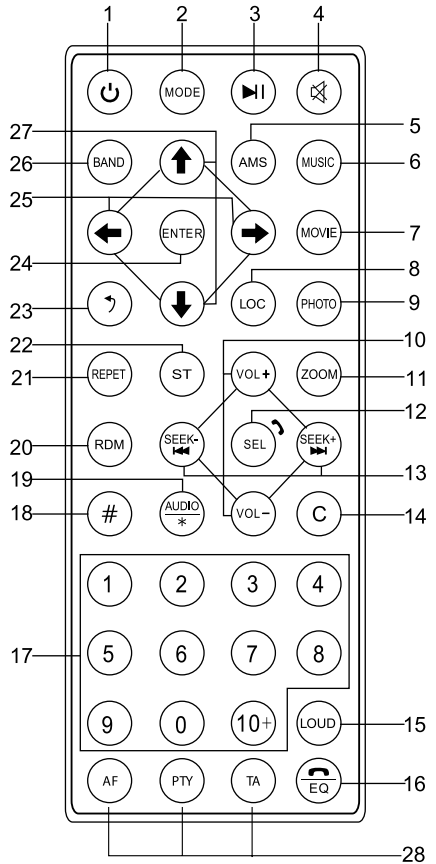 1 2 3 4
MODE
27 5
26 BAND AMS MUSIC 6
25
ENTER MOVIE 7
24 8
23 LOC PHOTO 9
22 10
21 REPET ST VOL+ ZOOM 11
12
20 RDM SEEK- SEL SEEK+
19 13
18 # AUDIO * VOL- C 14
1 2 3 4
17 5 6 7 8
9 0 10+ LOUD 15
AF PTY TA EQ 16
28